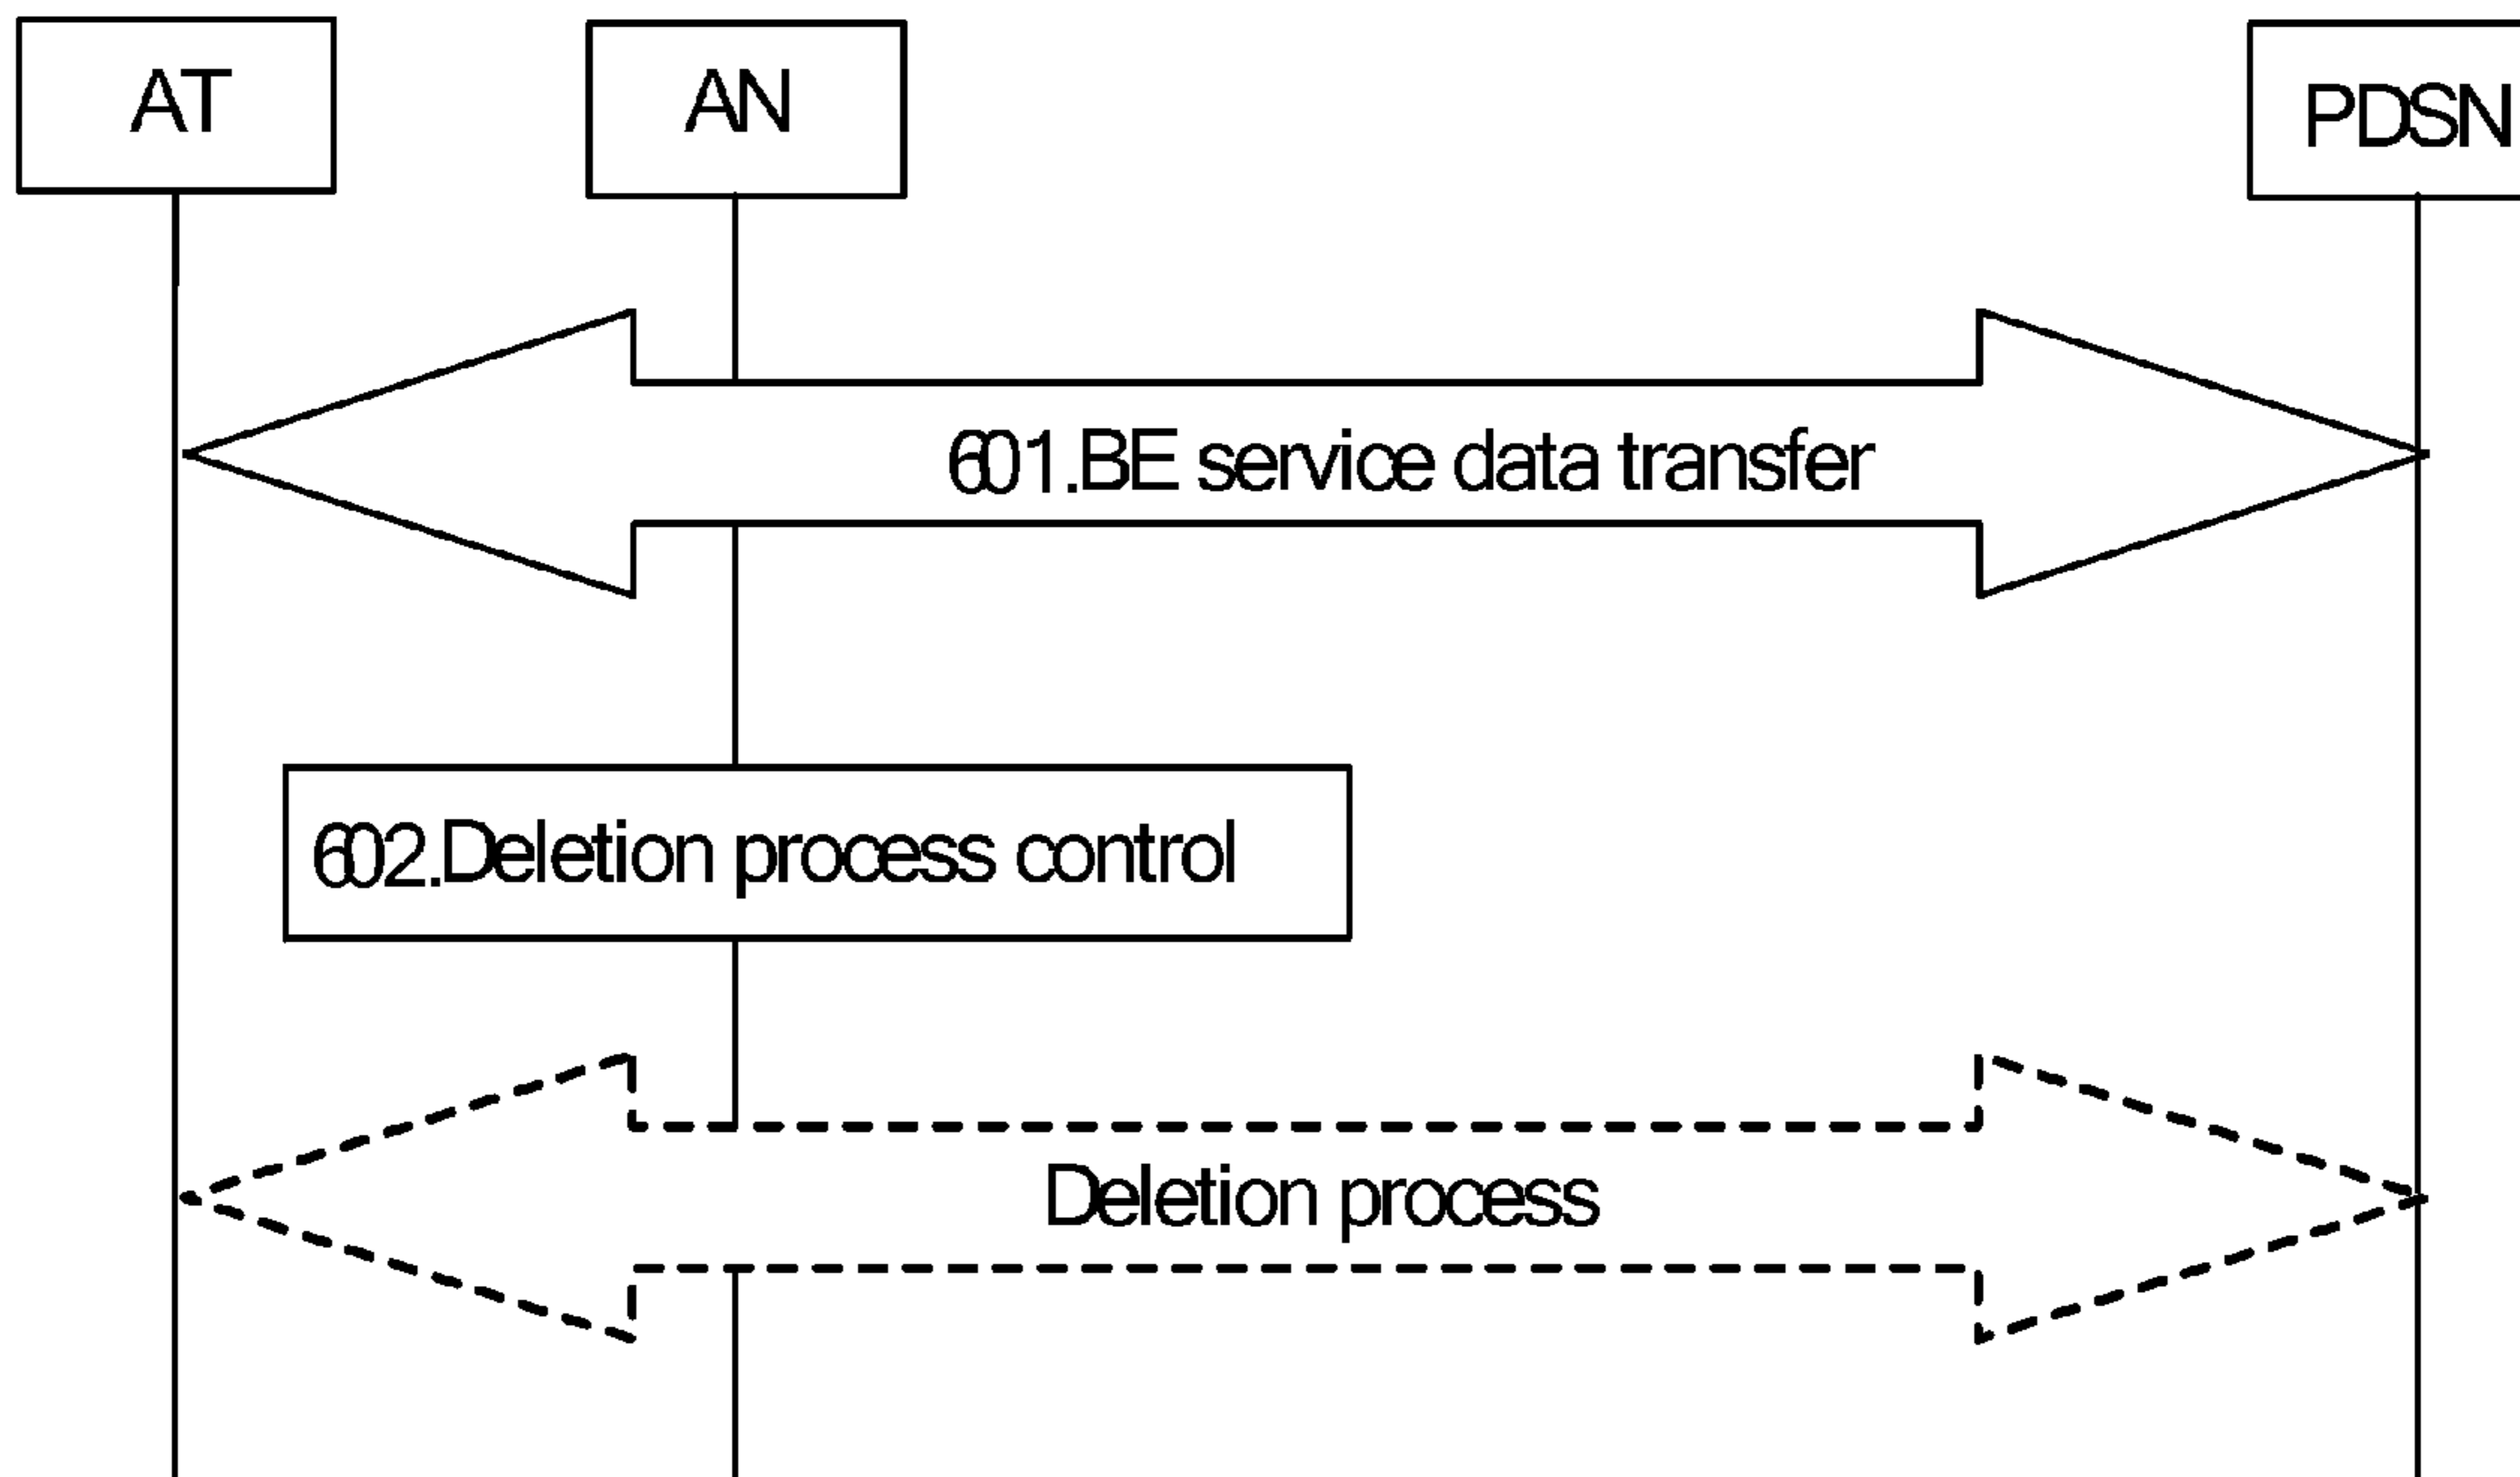 AT
AN
PDSN
601.BE service data transfer
602.Deletion process control
Deletion process